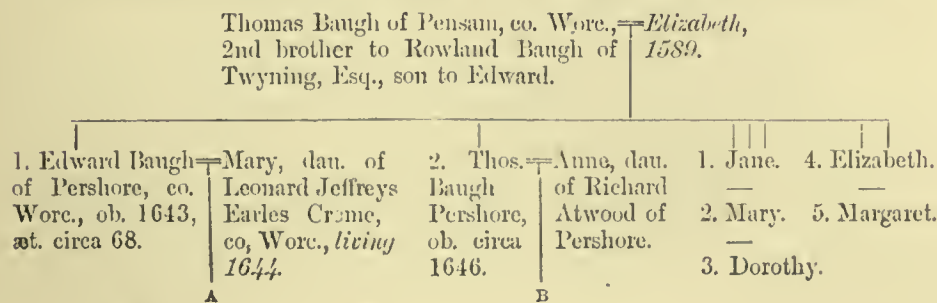 Thomas Baugh of Pensam, co. Worc.,
2nd brother to Rowland Baugh of
Twyning, Esq., son to Edward.
Elizabeth,
1589.
1. Edward Baugh
of Pershore, co.
Worc., ob. 1643,
æt. circa 68.
Mary, dau. of
Leonard Jeffreys
Earles Crome,
co, Worc., living
1644.
2. Thos.
Baugh
Pershore,
ob. circa
1646.
Anne, dau.
of Richard
Atwood of
Pershore.
1. Jane.
—
2. Mary.
—
3. Dorothy.
4. Elizabeth.
—
5. Margaret.
A
B